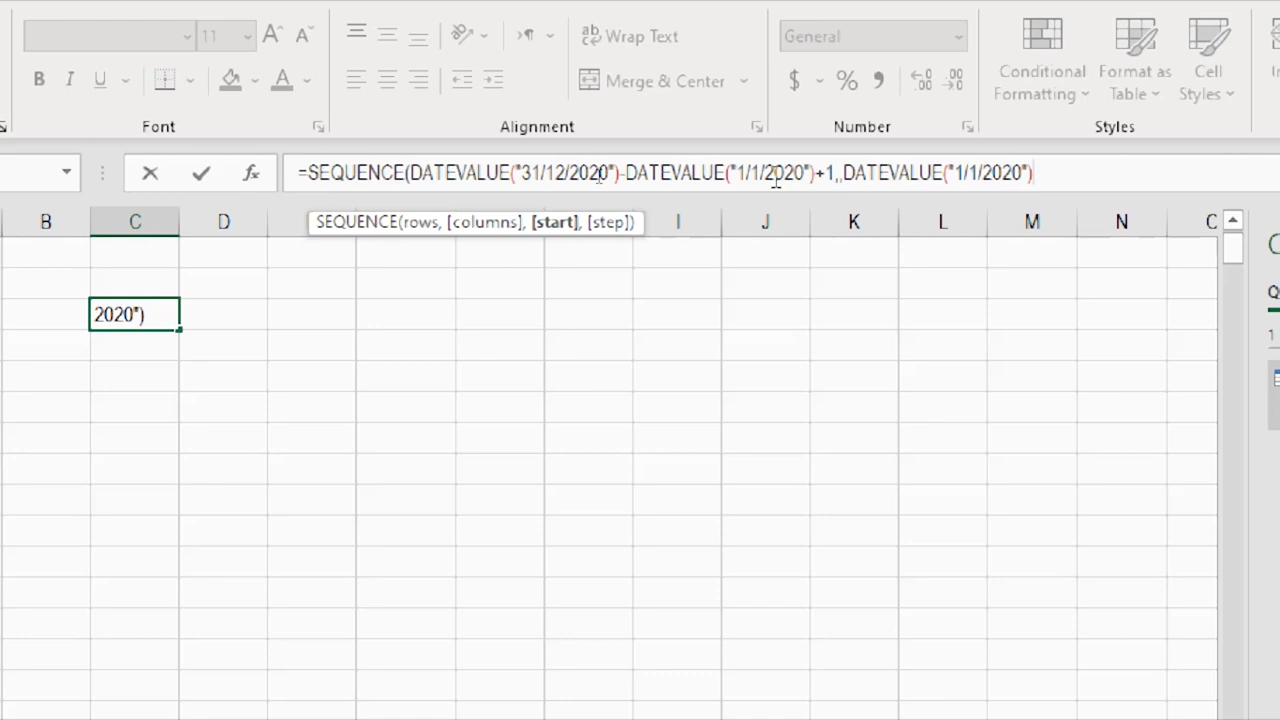 11
Wrap Text
General
B I U
Merge & Center
$ %
Conditional
Formatting
Format as
Table
Cell
Styles
Font
Alignment
Number
Styles
fx
=SEQUENCE(DATEVALUE("31/12/2020")-DATEVALUE("1/1/2020")+1,,DATEVALUE("1/1/2020")
SEQUENCE(rows, [columns], [start], [step])
B C D I J K L M N
2020")